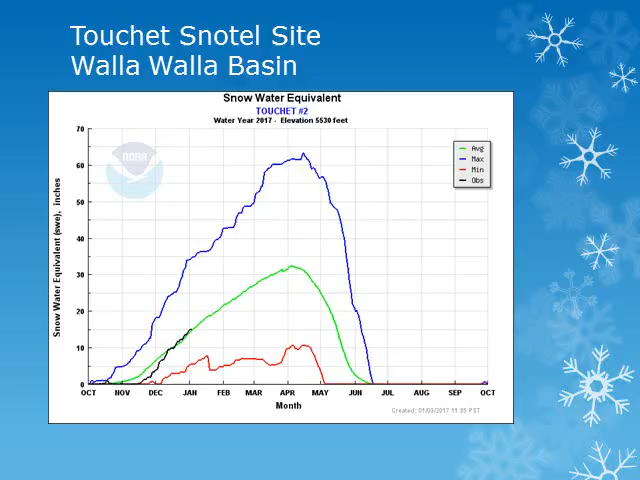 Touchet Snotel Site
Walla Walla Basin
Snow Water Equivalent
TOUCHET #2
Water Year 2017 - Elevation 5530 feet
NOAA
Avg
Max
Min
Obs
Snow Water Equivalent (swe), inches
70
60
50
40
30
20
10
0
OCT NOV DEC JAN FEB MAR APR MAY JUN JUL AUG SEP OCT
Month
Created: 01/03/2017 11:05 PST